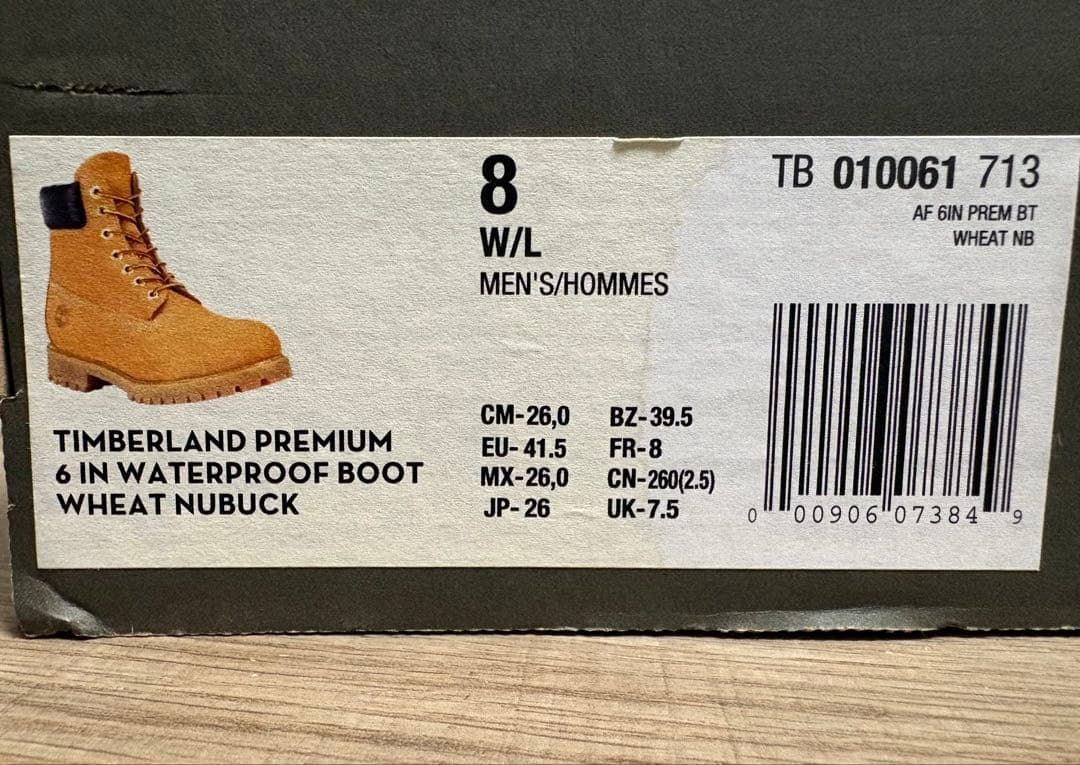 8
W/L
MEN'S/HOMMES
TB 010061 713
AF 6IN PREM BT
WHEAT NB
TIMBERLAND PREMIUM
6 IN WATERPROOF BOOT
WHEAT NUBUCK
CM-26,0 BZ-39.5
EU-41.5 FR-8
MX-26,0 CN-260(2.5)
JP-26 UK-7.5
0 00906 07384 9